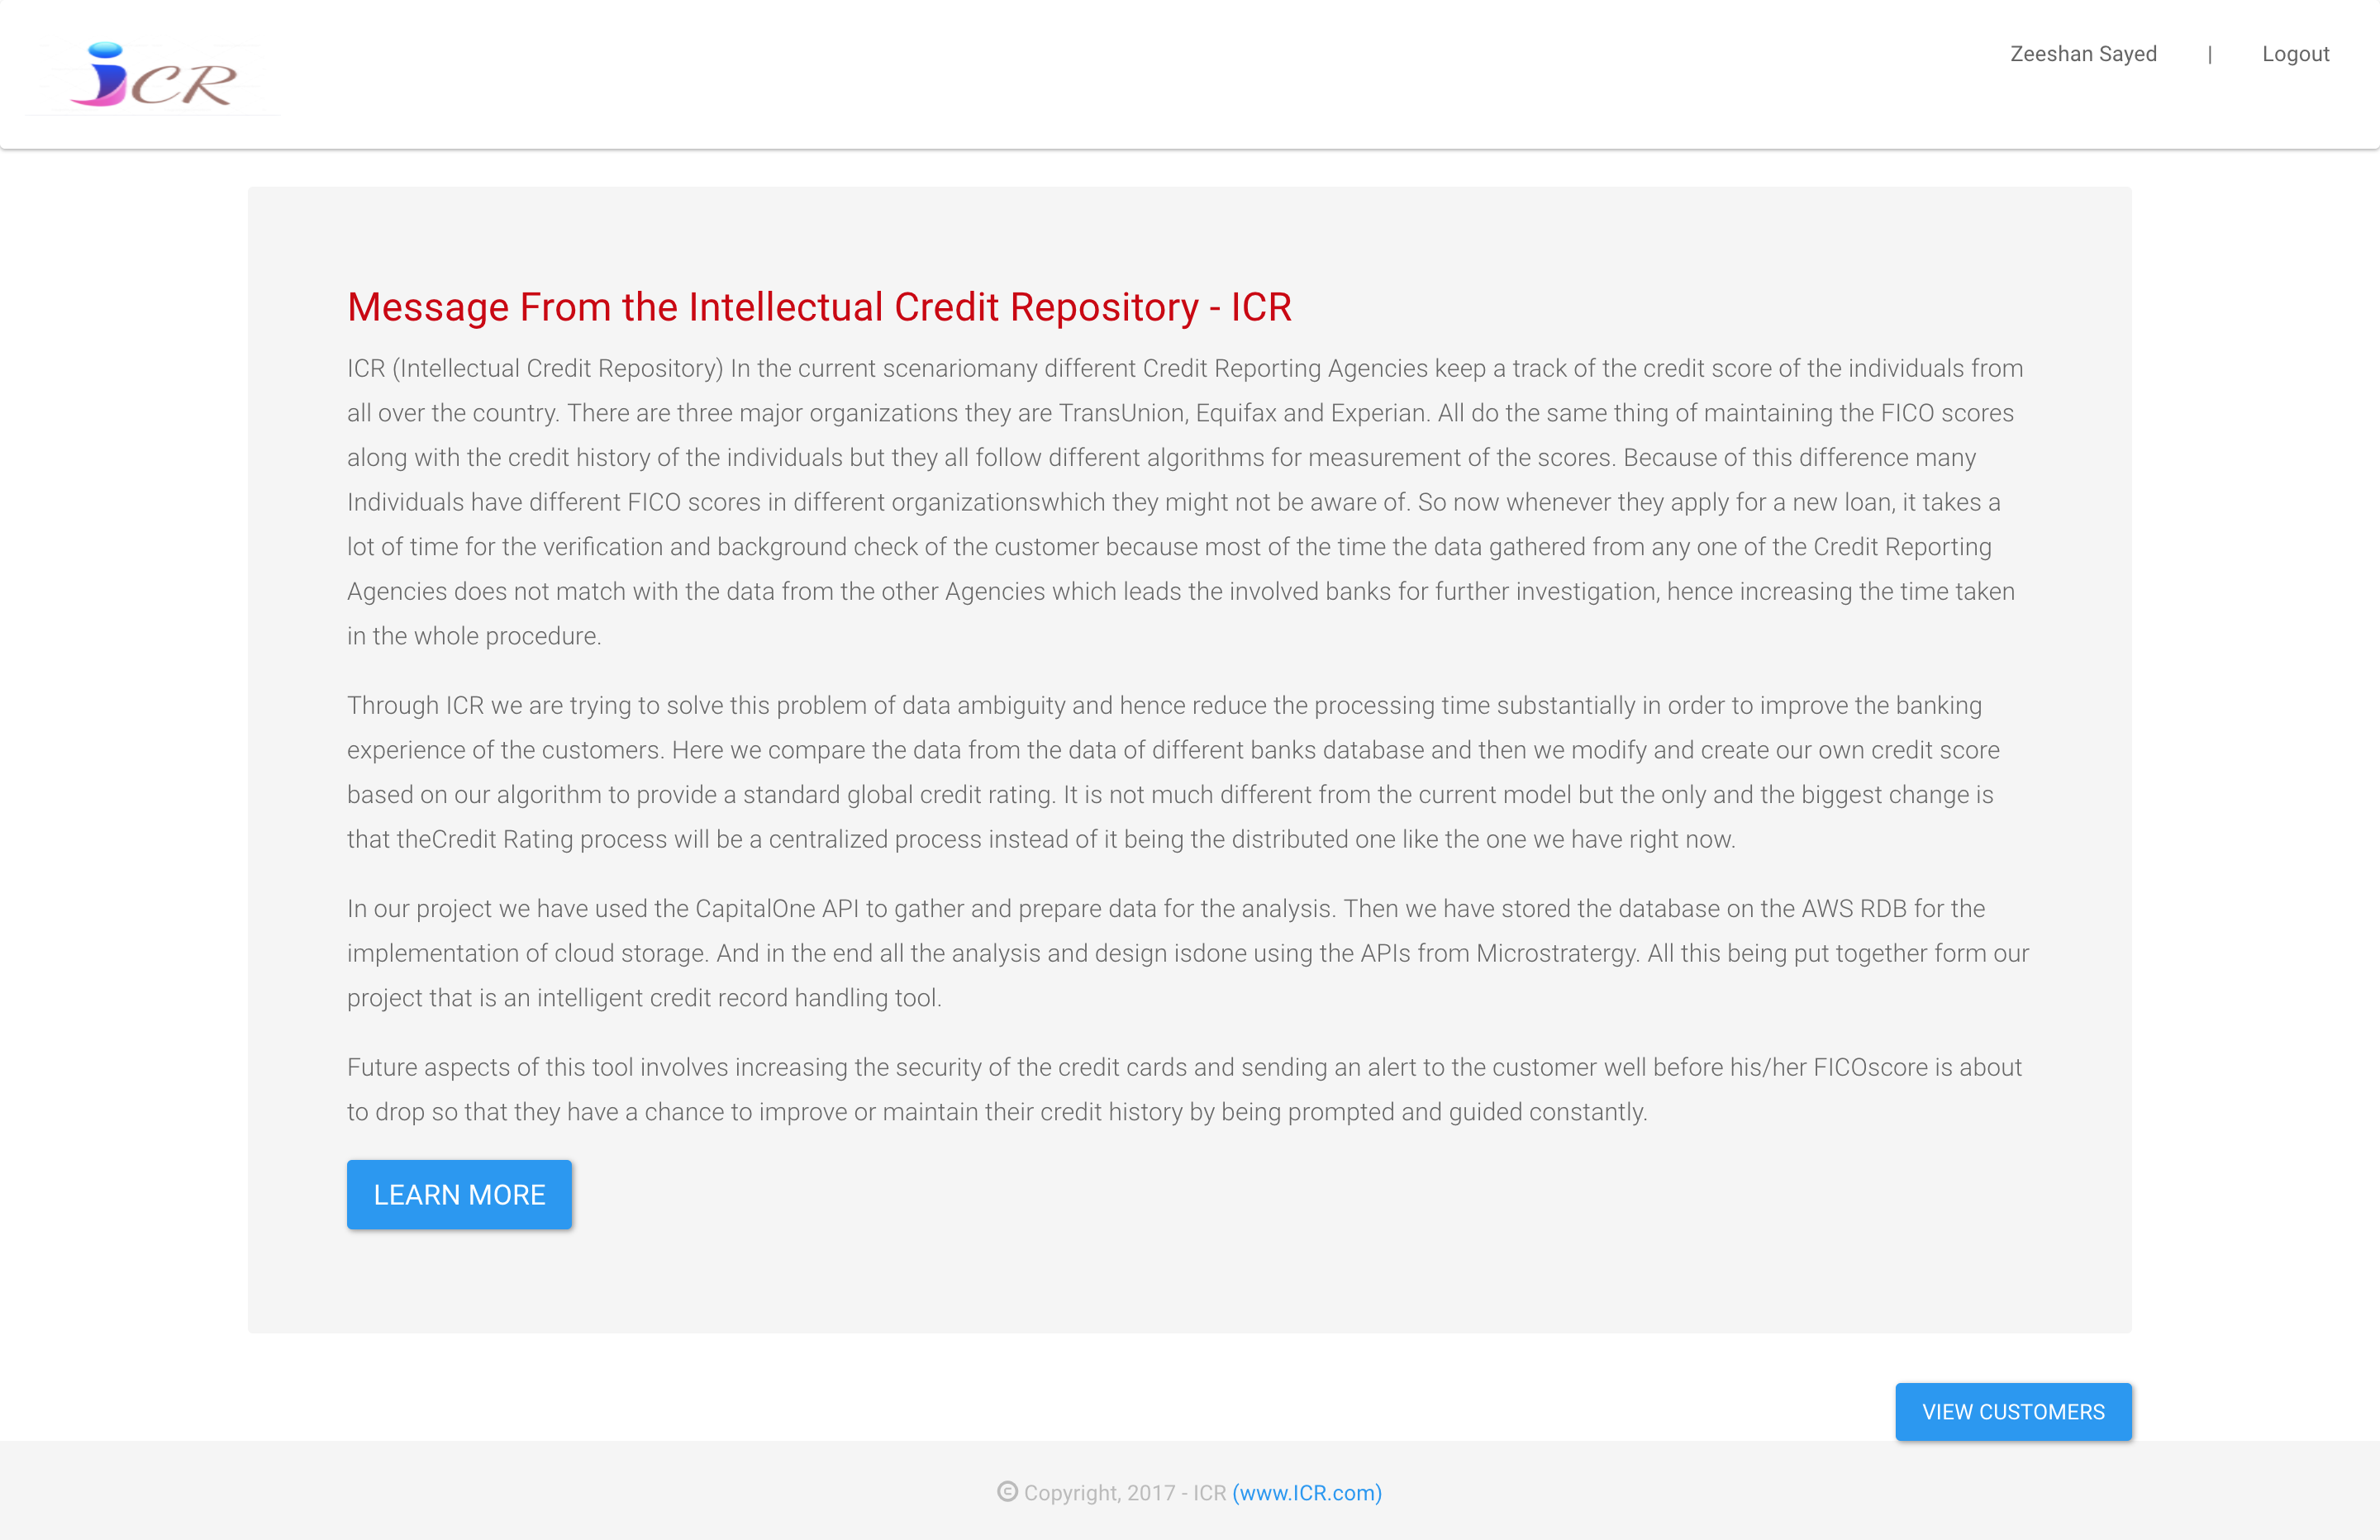 iCR
Zeeshan Sayed | Logout
Message From the Intellectual Credit Repository - ICR
ICR (Intellectual Credit Repository) In the current scenariomany different Credit Reporting Agencies keep a track of the credit score of the individuals from
all over the country. There are three major organizations they are TransUnion, Equifax and Experian. All do the same thing of maintaining the FICO scores
along with the credit history of the individuals but they all follow different algorithms for measurement of the scores. Because of this difference many
Individuals have different FICO scores in different organizationswhich they might not be aware of. So now whenever they apply for a new loan, it takes a
lot of time for the verification and background check of the customer because most of the time the data gathered from any one of the Credit Reporting
Agencies does not match with the data from the other Agencies which leads the involved banks for further investigation, hence increasing the time taken
in the whole procedure.
Through ICR we are trying to solve this problem of data ambiguity and hence reduce the processing time substantially in order to improve the banking
experience of the customers. Here we compare the data from the data of different banks database and then we modify and create our own credit score
based on our algorithm to provide a standard global credit rating. It is not much different from the current model but the only and the biggest change is
that theCredit Rating process will be a centralized process instead of it being the distributed one like the one we have right now.
In our project we have used the CapitalOne API to gather and prepare data for the analysis. Then we have stored the database on the AWS RDB for the
implementation of cloud storage. And in the end all the analysis and design isdone using the APIs from Microstratergy. All this being put together form our
project that is an intelligent credit record handling tool.
Future aspects of this tool involves increasing the security of the credit cards and sending an alert to the customer well before his/her FICOscore is about
to drop so that they have a chance to improve or maintain their credit history by being prompted and guided constantly.
LEARN MORE
VIEW CUSTOMERS
© Copyright, 2017 - ICR (www.ICR.com)